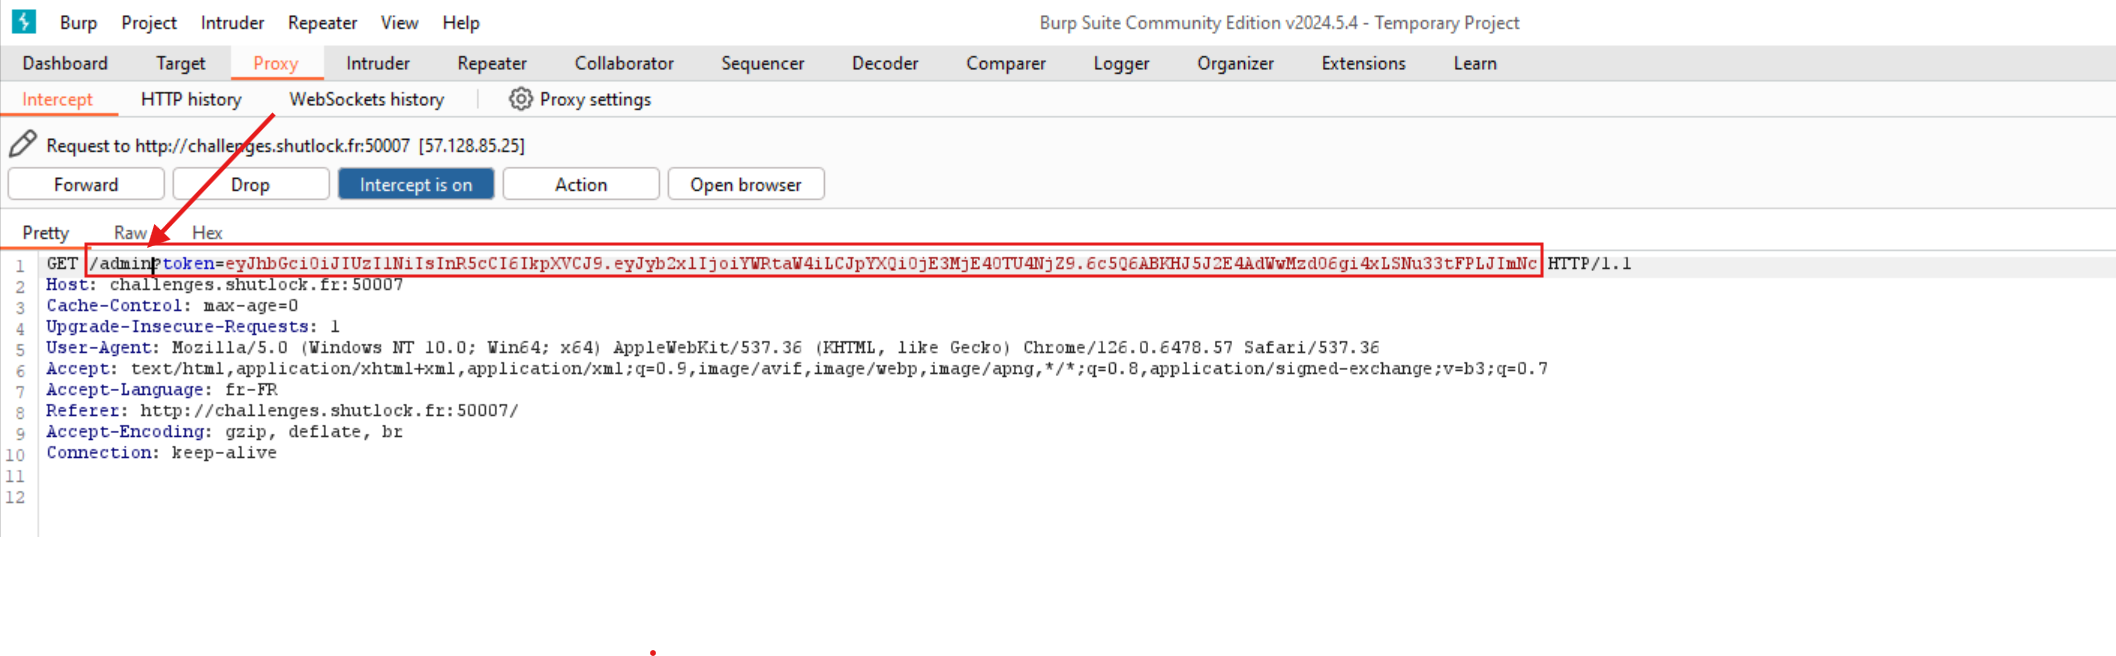 Burp Project Intruder Repeater View Help Burp Suite Community Edition v2024.5.4 - Temporary Project
Dashboard Target Proxy Intruder Repeater Collaborator Sequencer Decoder Comparer Logger Organizer Extensions Learn
Intercept HTTP history WebSockets history Proxy settings
Request to http://challenges.shutlock.fr:50007 [57.128.85.25]
Forward Drop Intercept is on Action Open browser
Pretty Raw Hex
1 GET /admin?token=eyJhbGciOiJIUzI1NiIsInR5cCI6IkpXVCJ9.eyJyb2xlIjoiYWRtaW4iLCJpYXQiOjE3MjE4OTU4NjZ9.6c5Q6ABKHJ5J2E4AdWwMzdO6gi4xLSNu33tFPLJImNc HTTP/1.1
2 Host: challenges.shutlock.fr:50007
3 Cache-Control: max-age=0
4 Upgrade-Insecure-Requests: 1
5 User-Agent: Mozilla/5.0 (Windows NT 10.0; Win64; x64) AppleWebKit/537.36 (KHTML, like Gecko) Chrome/126.0.6478.57 Safari/537.36
6 Accept: text/html,application/xhtml+xml,application/xml;q=0.9,image/avif,image/webp,image/apng,*/*;q=0.8,application/signed-exchange;v=b3;q=0.7
7 Accept-Language: fr-FR
8 Referer: http://challenges.shutlock.fr:50007/
9 Accept-Encoding: gzip, deflate, br
10 Connection: keep-alive
11
12